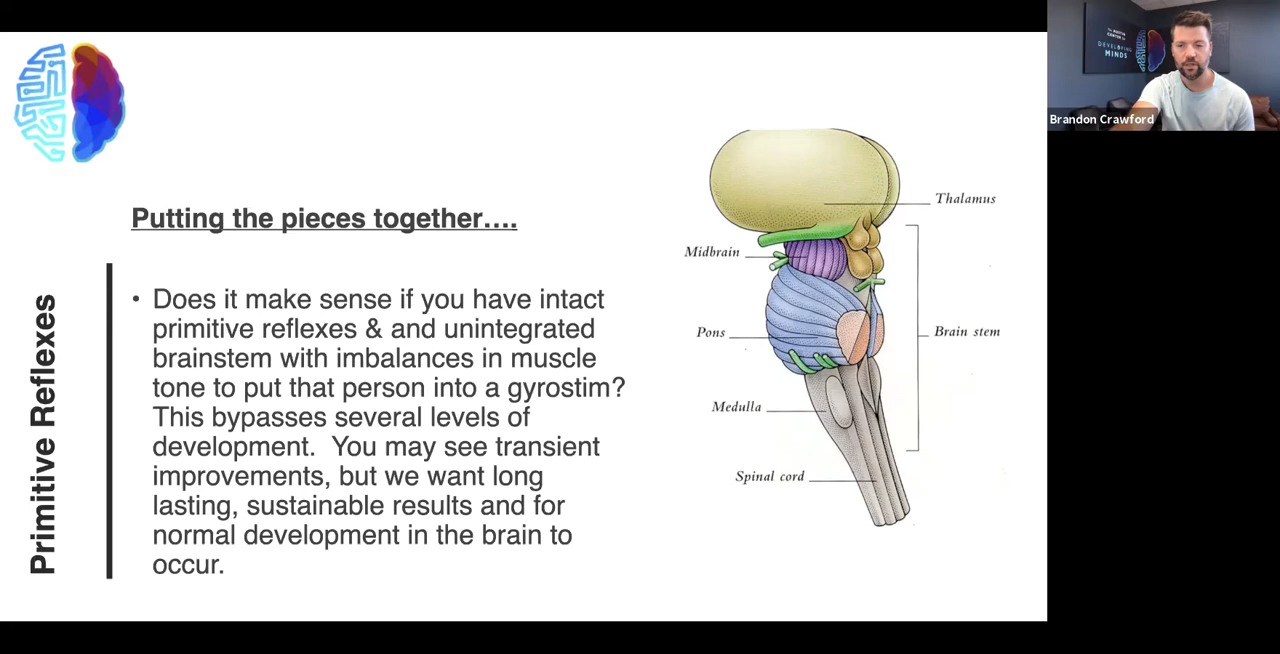 Putting the pieces together....
Primitive Reflexes
• Does it make sense if you have intact
primitive reflexes & and unintegrated
brainstem with imbalances in muscle
tone to put that person into a gyrostim?
This bypasses several levels of
development.  You may see transient
improvements, but we want long
lasting, sustainable results and for
normal development in the brain to
occur.
Thalamus
Midbrain
Pons
Brain stem
Medulla
Spinal cord
DEVELOPING
MINDS
Brandon Crawford